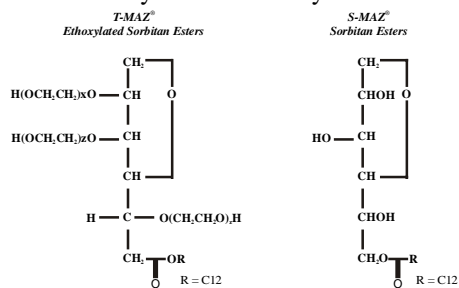 T-MAZ®
Ethoxylated Sorbitan Esters
CH₂
H(OCH₂CH₂)xO CH O
H(OCH₂CH₂)zO CH
CH
H C O(CH₂CH₂O)yH
CH₂ OR
O R = C12
S-MAZ®
Sorbitan Esters
CH₂
CHOH O
HO CH
CH
CHOH
CH₂O R
O R = C12